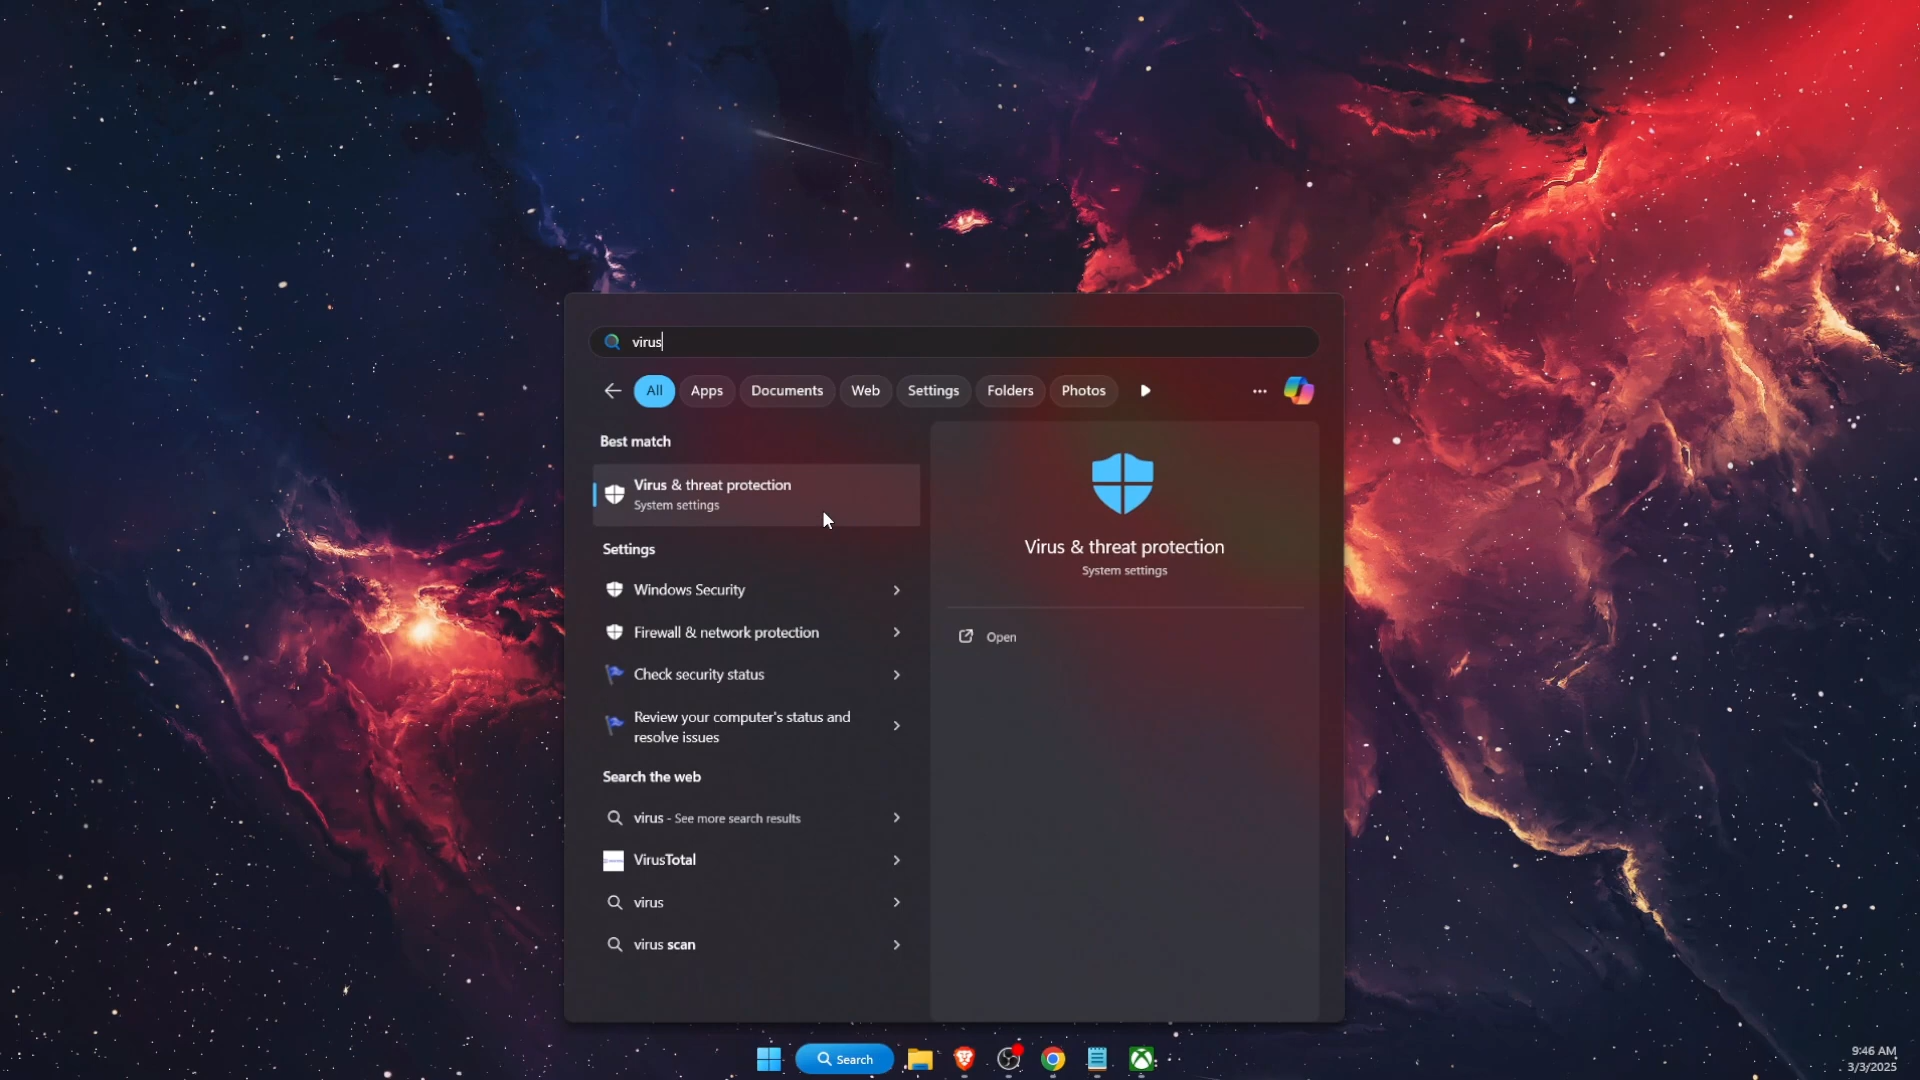 virus
All Apps Documents Web Settings Folders Photos
Best match
Virus & threat protection
System settings
Settings
Windows Security
Firewall & network protection
Check security status
Review your computer's status and
resolve issues
Search the web
virus - See more search results
VirusTotal
virus
virus scan
Virus & threat protection
System settings
Open
Search
9:46 AM
3/3/2025